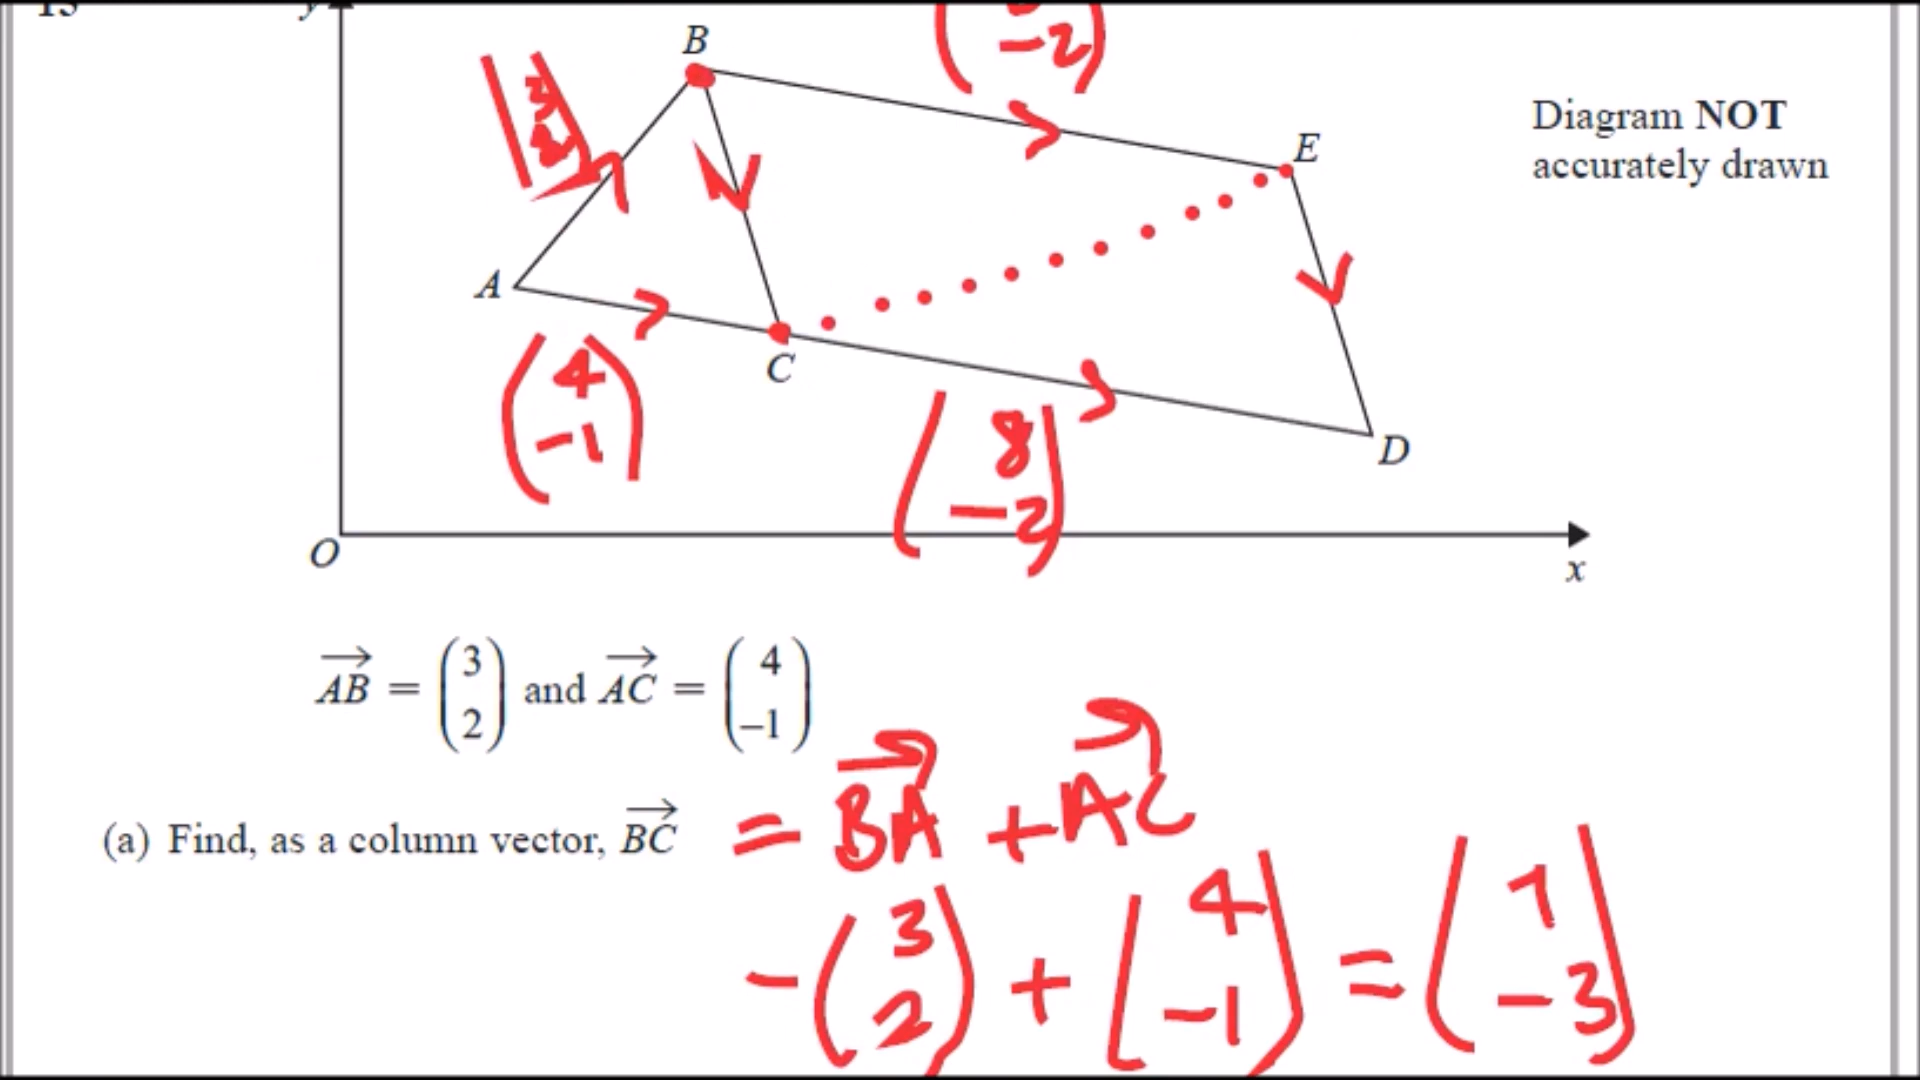 y
B
-2
3
2
Diagram NOT
E
accurately drawn
A
C
4
-1
8
-2
D
O
x
AB = (3 2) and AC = (4 -1)
(a) Find, as a column vector, BC = BA + AC
-(3 2) + (4 -1) = (1 -3)